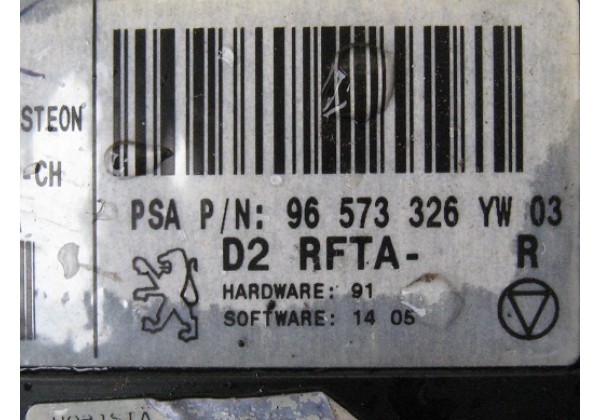 STEON
-CH
PSA P/N: 96 573 326 YW 03
D2 RFTA- R
HARDWARE: 91
SOFTWARE: 14 05